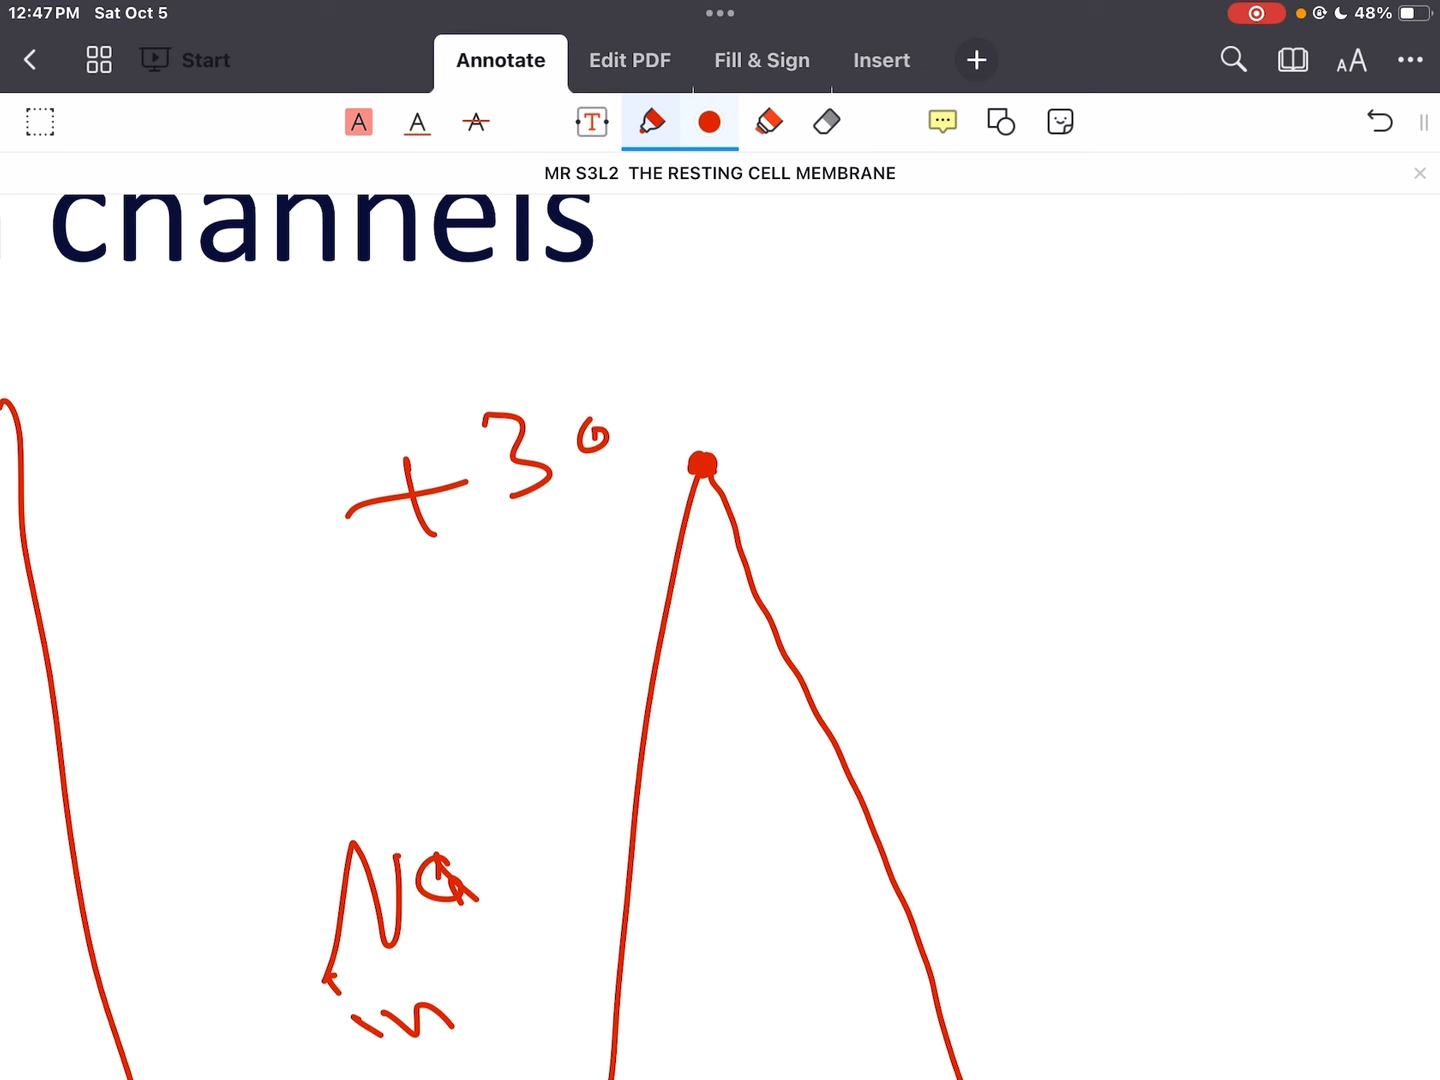 12:47 PM Sat Oct 5
48%
Start
Annotate
Edit PDF
Fill & Sign
Insert
MR S3L2 THE RESTING CELL MEMBRANE
channels
+30
Na
in